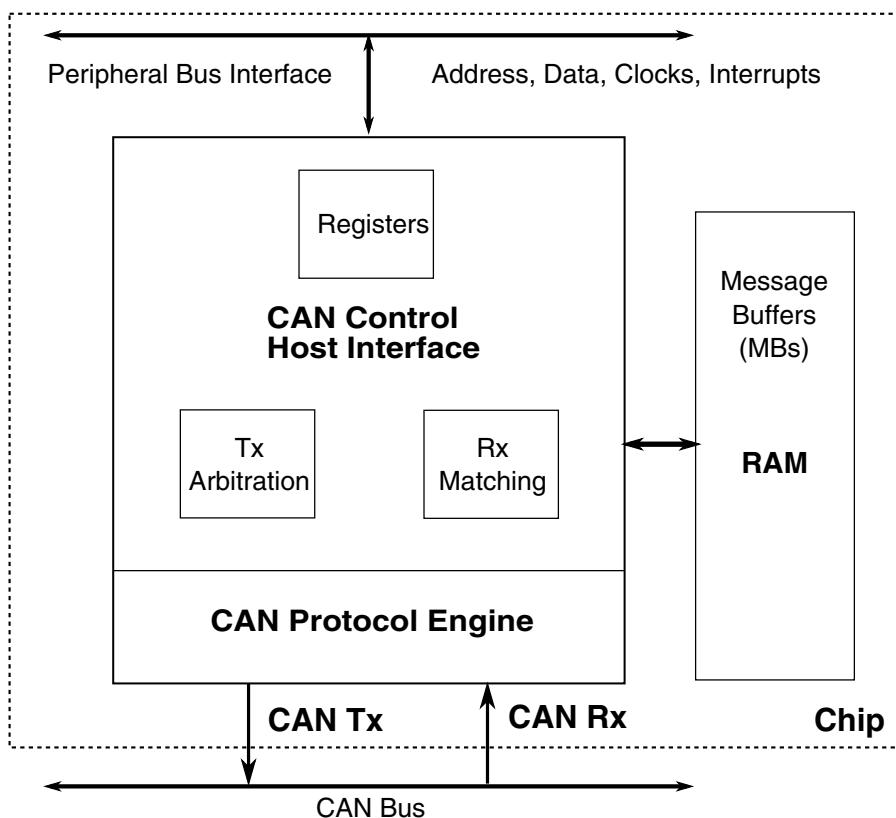 Peripheral Bus Interface
Address, Data, Clocks, Interrupts
Registers
CAN Control
Host Interface
Message
Buffers
(MBs)
Tx
Arbitration
Rx
Matching
RAM
CAN Protocol Engine
CAN Tx
CAN Rx
Chip
CAN Bus